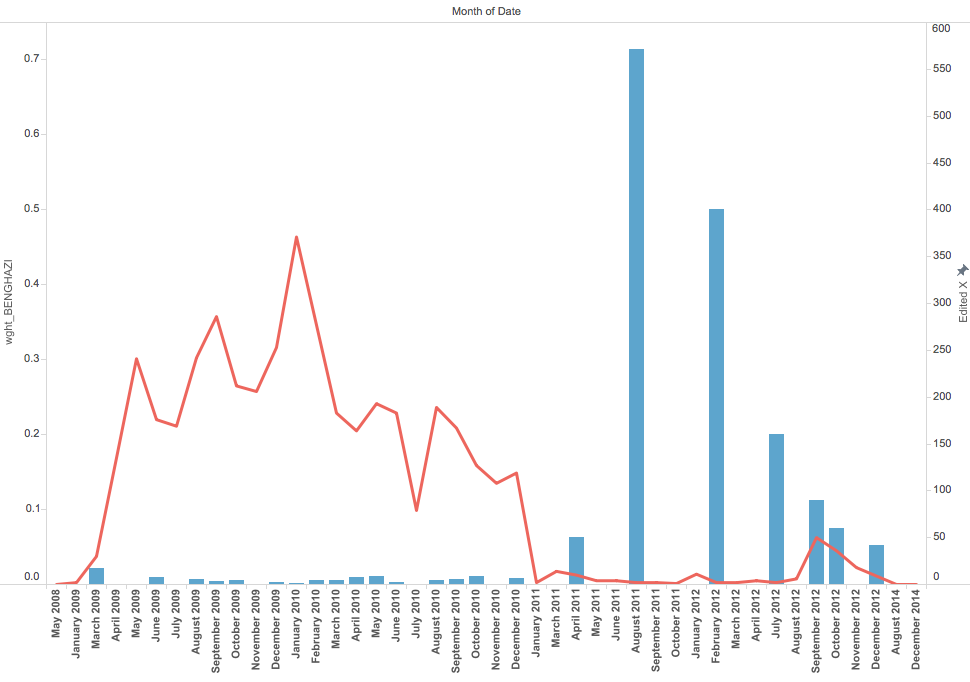 Month of Date
0.7
0.6
0.5
0.4
0.3
0.2
0.1
0.0
wght_BENGHAZI
600
550
500
450
400
350
300
250
200
150
100
50
0
Edited X
May 2008
January 2009
March 2009
April 2009
May 2009
June 2009
July 2009
August 2009
September 2009
October 2009
November 2009
December 2009
January 2010
February 2010
March 2010
April 2010
May 2010
June 2010
July 2010
August 2010
September 2010
October 2010
November 2010
December 2010
January 2011
March 2011
April 2011
May 2011
June 2011
August 2011
September 2011
October 2011
January 2012
February 2012
March 2012
April 2012
July 2012
August 2012
September 2012
October 2012
November 2012
December 2012
August 2014
December 2014